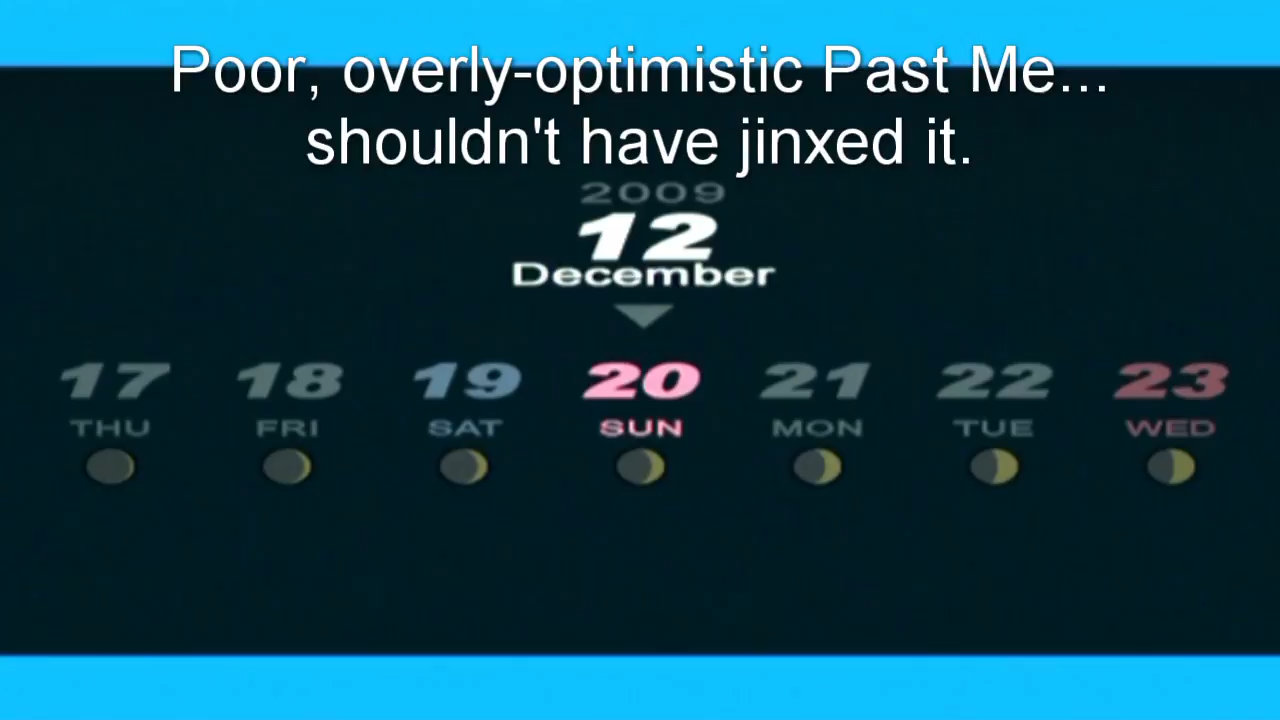 Poor, overly-optimistic Past Me...
shouldn't have jinxed it.
2009
12
December
17 18 19 20 21 22 23
THU FRI SAT SUN MON TUE WED